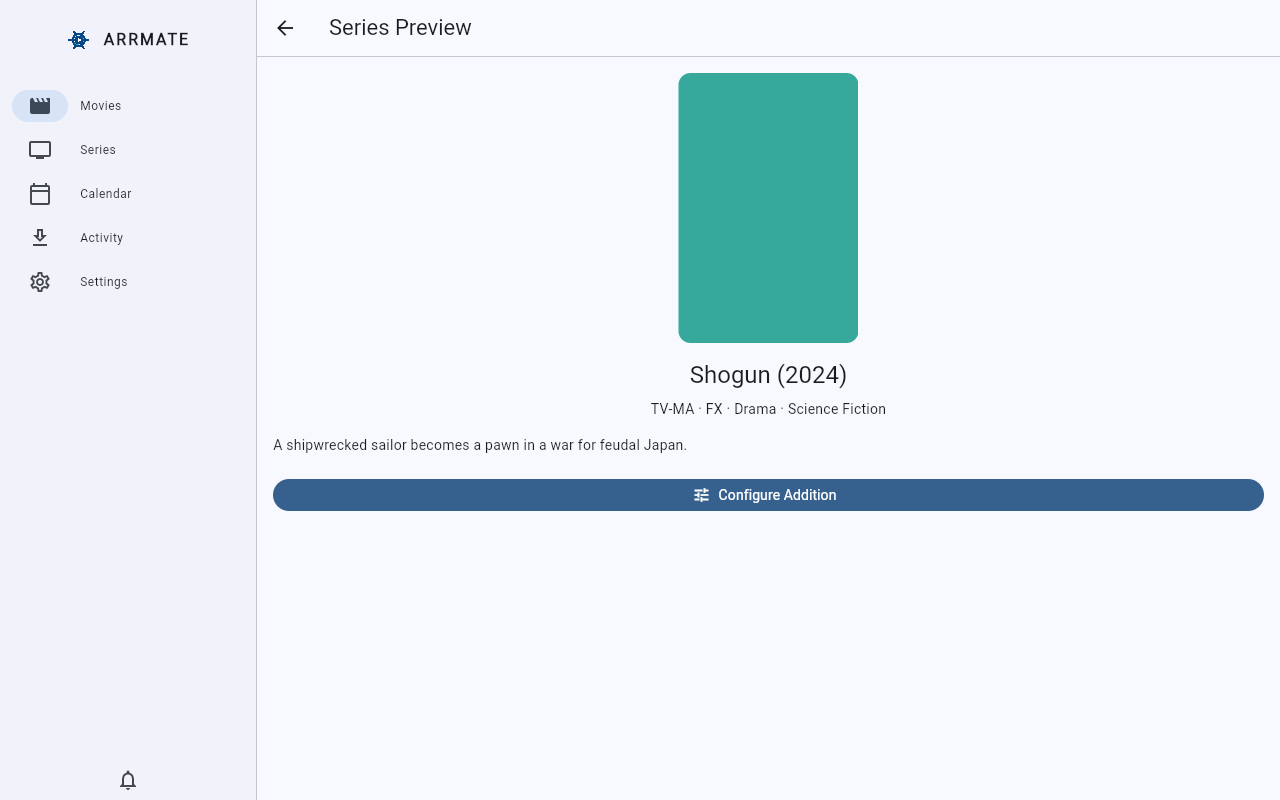 ARRMATE
Movies
Series
Calendar
Activity
Settings
Series Preview
Shogun (2024)
TV-MA · FX · Drama · Science Fiction
A shipwrecked sailor becomes a pawn in a war for feudal Japan.
Configure Addition